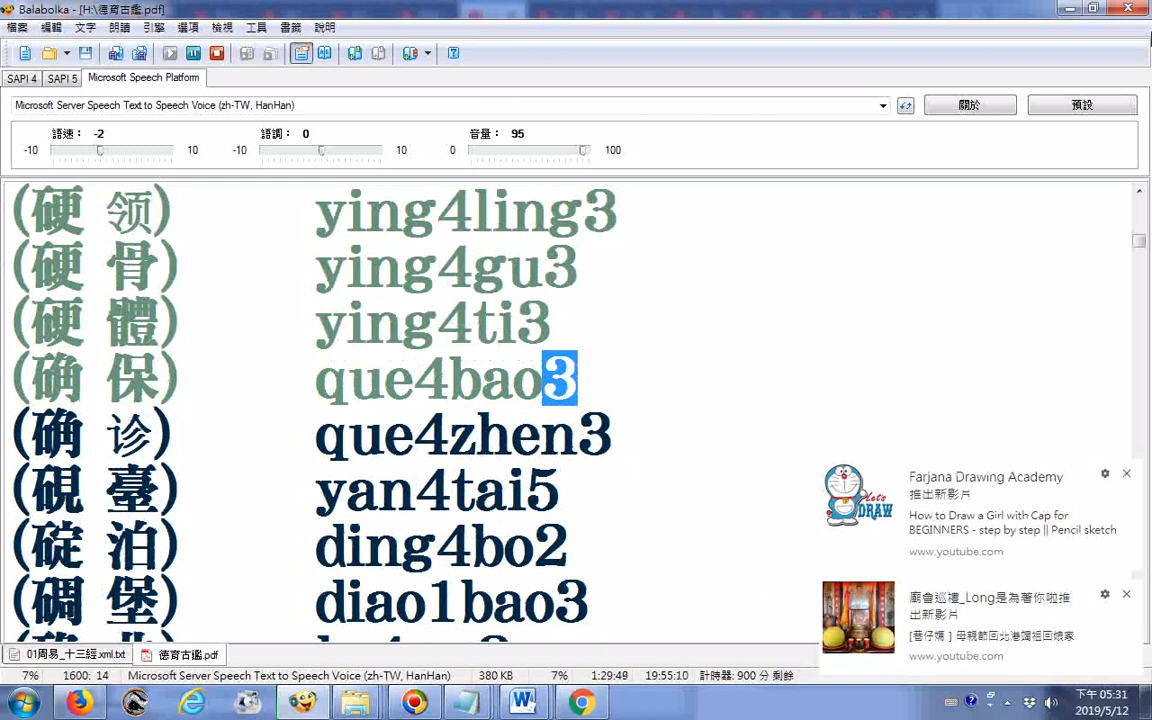 Balabolka - [H:\德育古鑑.pdf]
檔案 編輯 文字 朗讀 引擎 選項 檢視 工具 書籤 說明
SAPI 4 SAPI 5 Microsoft Speech Platform
Microsoft Server Speech Text to Speech Voice (zh-TW, HanHan) 關於 預設
語速： -2 語調： 0 音量： 95
-10 10 -10 10 0 100
(硬 领) ying4ling3
(硬 骨) ying4gu3
(硬 體) ying4ti3
(确 保) que4bao3
(确 诊) que4zhen3
(硯 臺) yan4tai5
(碇 泊) ding4bo2
(碉 堡) diao1bao3
Farjana Drawing Academy
推出新影片
How to Draw a Girl with Cap for
BEGINNERS - step by step || Pencil sketch
www.youtube.com
Let's
DRAW
廟會巡禮_Long是為著你啦推
出新影片
母親節回北港鎮祖回娘家
www.youtube.com
01周易_十三經.xml.txt 德育古鑑.pdf
7% 1600: 14 Microsoft Server Speech Text to Speech Voice (zh-TW, HanHan) 380 KB 7% 1:29:49 19:55:10 計時器: 900 分 剩餘
下午 05:31
2019/5/12